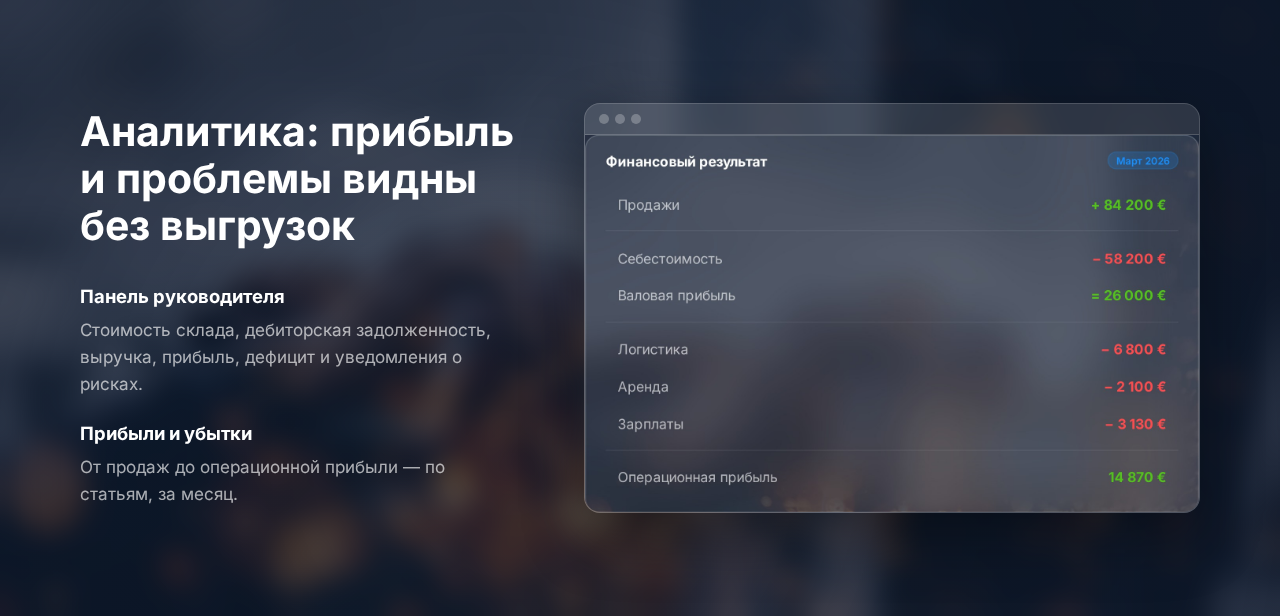 Аналитика: прибыль
и проблемы видны
без выгрузок
Панель руководителя
Стоимость склада, дебиторская задолженность,
выручка, прибыль, дефицит и уведомления о
рисках.
Прибыли и убытки
От продаж до операционной прибыли — по
статьям, за месяц.
Финансовый результат Март 2026
Продажи + 84 200 €
Себестоимость − 58 200 €
Валовая прибыль = 26 000 €
Логистика − 6 800 €
Аренда − 2 100 €
Зарплаты − 3 130 €
Операционная прибыль 14 870 €